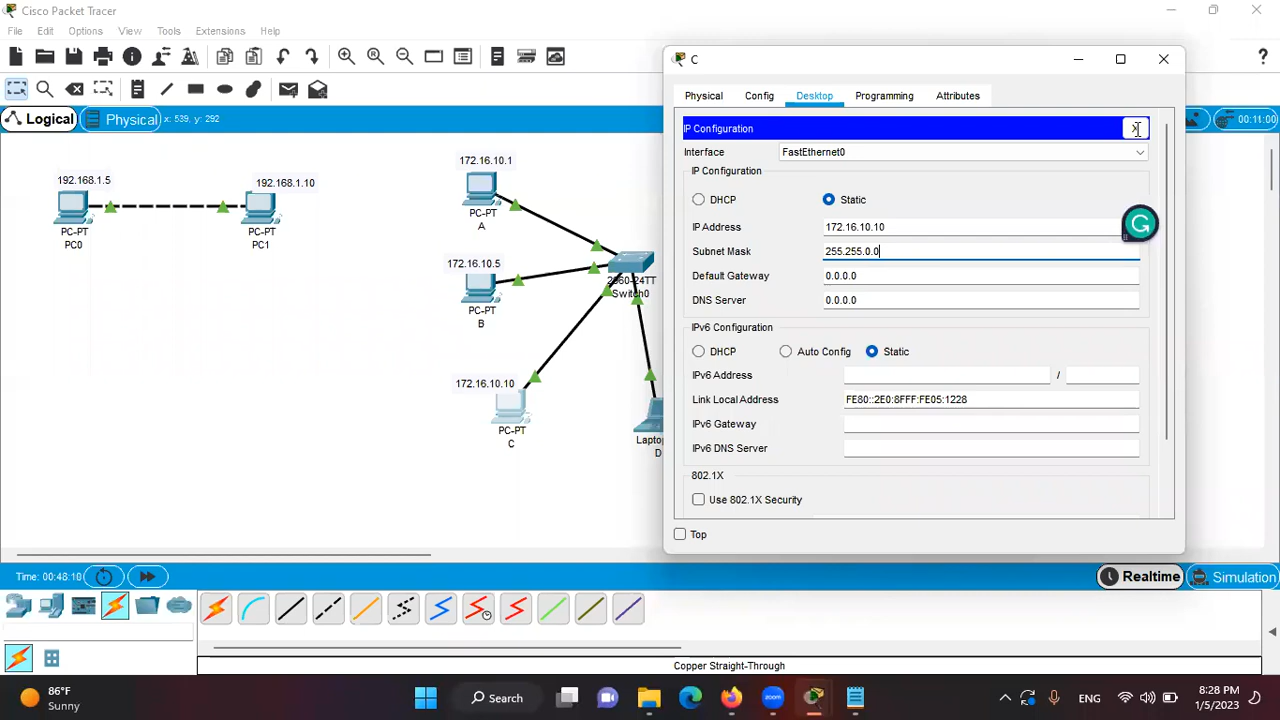 Cisco Packet Tracer
File Edit Options View Tools Extensions Help
Logical Physical x: 539, y: 292 00:11:00
192.168.1.5
PC-PT
PC0
192.168.1.10
PC-PT
PC1
172.16.10.1
PC-PT
A
172.16.10.5
PC-PT
B
172.16.10.10
PC-PT
C
2960-24TT
Switch0
Lapto
D
C
Physical Config Desktop Programming Attributes
IP Configuration X
Interface FastEthernet0
IP Configuration
DHCP Static
IP Address 172.16.10.10
Subnet Mask 255.255.0.0
Default Gateway 0.0.0.0
DNS Server 0.0.0.0
IPv6 Configuration
DHCP Auto Config Static
IPv6 Address /
Link Local Address FE80::2E0:8FFF:FE05:1228
IPv6 Gateway
IPv6 DNS Server
802.1X
Use 802.1X Security
Top
Time: 00:48:10 Realtime Simulation
Copper Straight-Through
86°F
Sunny
Search
zoom
ENG
8:28 PM
1/5/2023